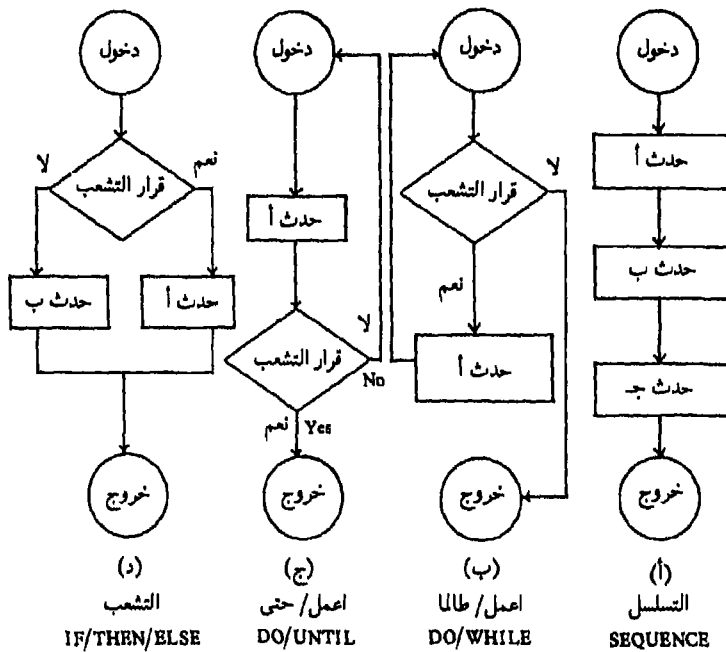 دخول
حدث أ
حدث ب
حدث جـ
خروج
(أ)
التسلسل
SEQUENCE
دخول
قرار التشعب
لا
نعم
حدث أ
خروج
(ب)
اعمل/ طالما
DO/WHILE
دخول
حدث أ
قرار التشعب
لا
No
نعم Yes
خروج
(ج)
اعمل/ حتى
DO/UNTIL
دخول
قرار التشعب
نعم
لا
حدث أ
حدث ب
خروج
(د)
التشعب
IF/THEN/ELSE